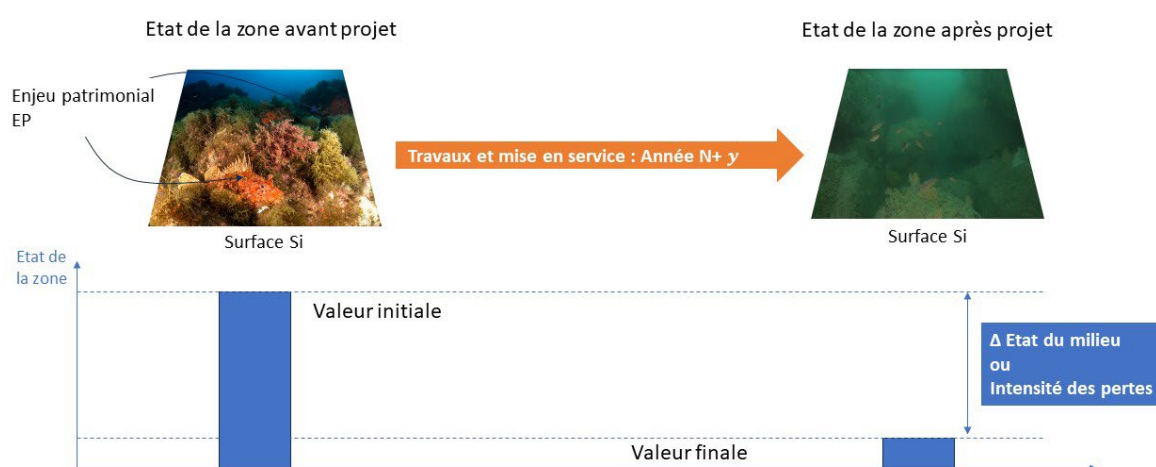 Etat de la zone avant projet
Etat de la zone après projet
Enjeu patrimonial
EP
Travaux et mise en service : Année N+ y
Surface Si
Surface Si
Etat de
la zone
Valeur initiale
Δ Etat du milieu
ou
Intensité des pertes
Valeur finale